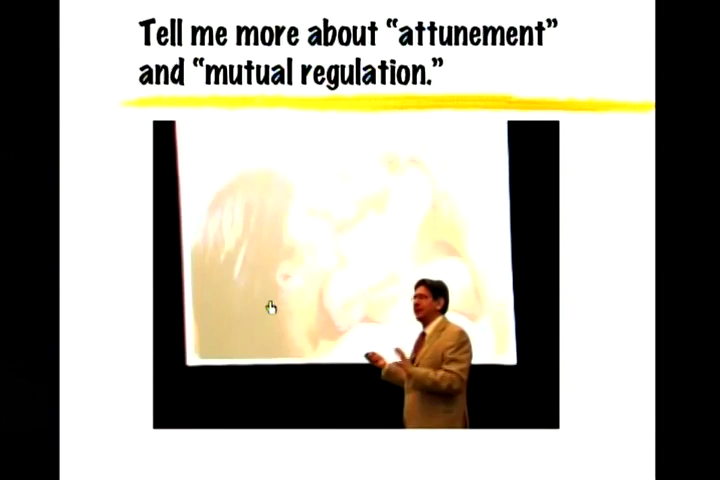 Tell me more about “attunement”
and “mutual regulation.”